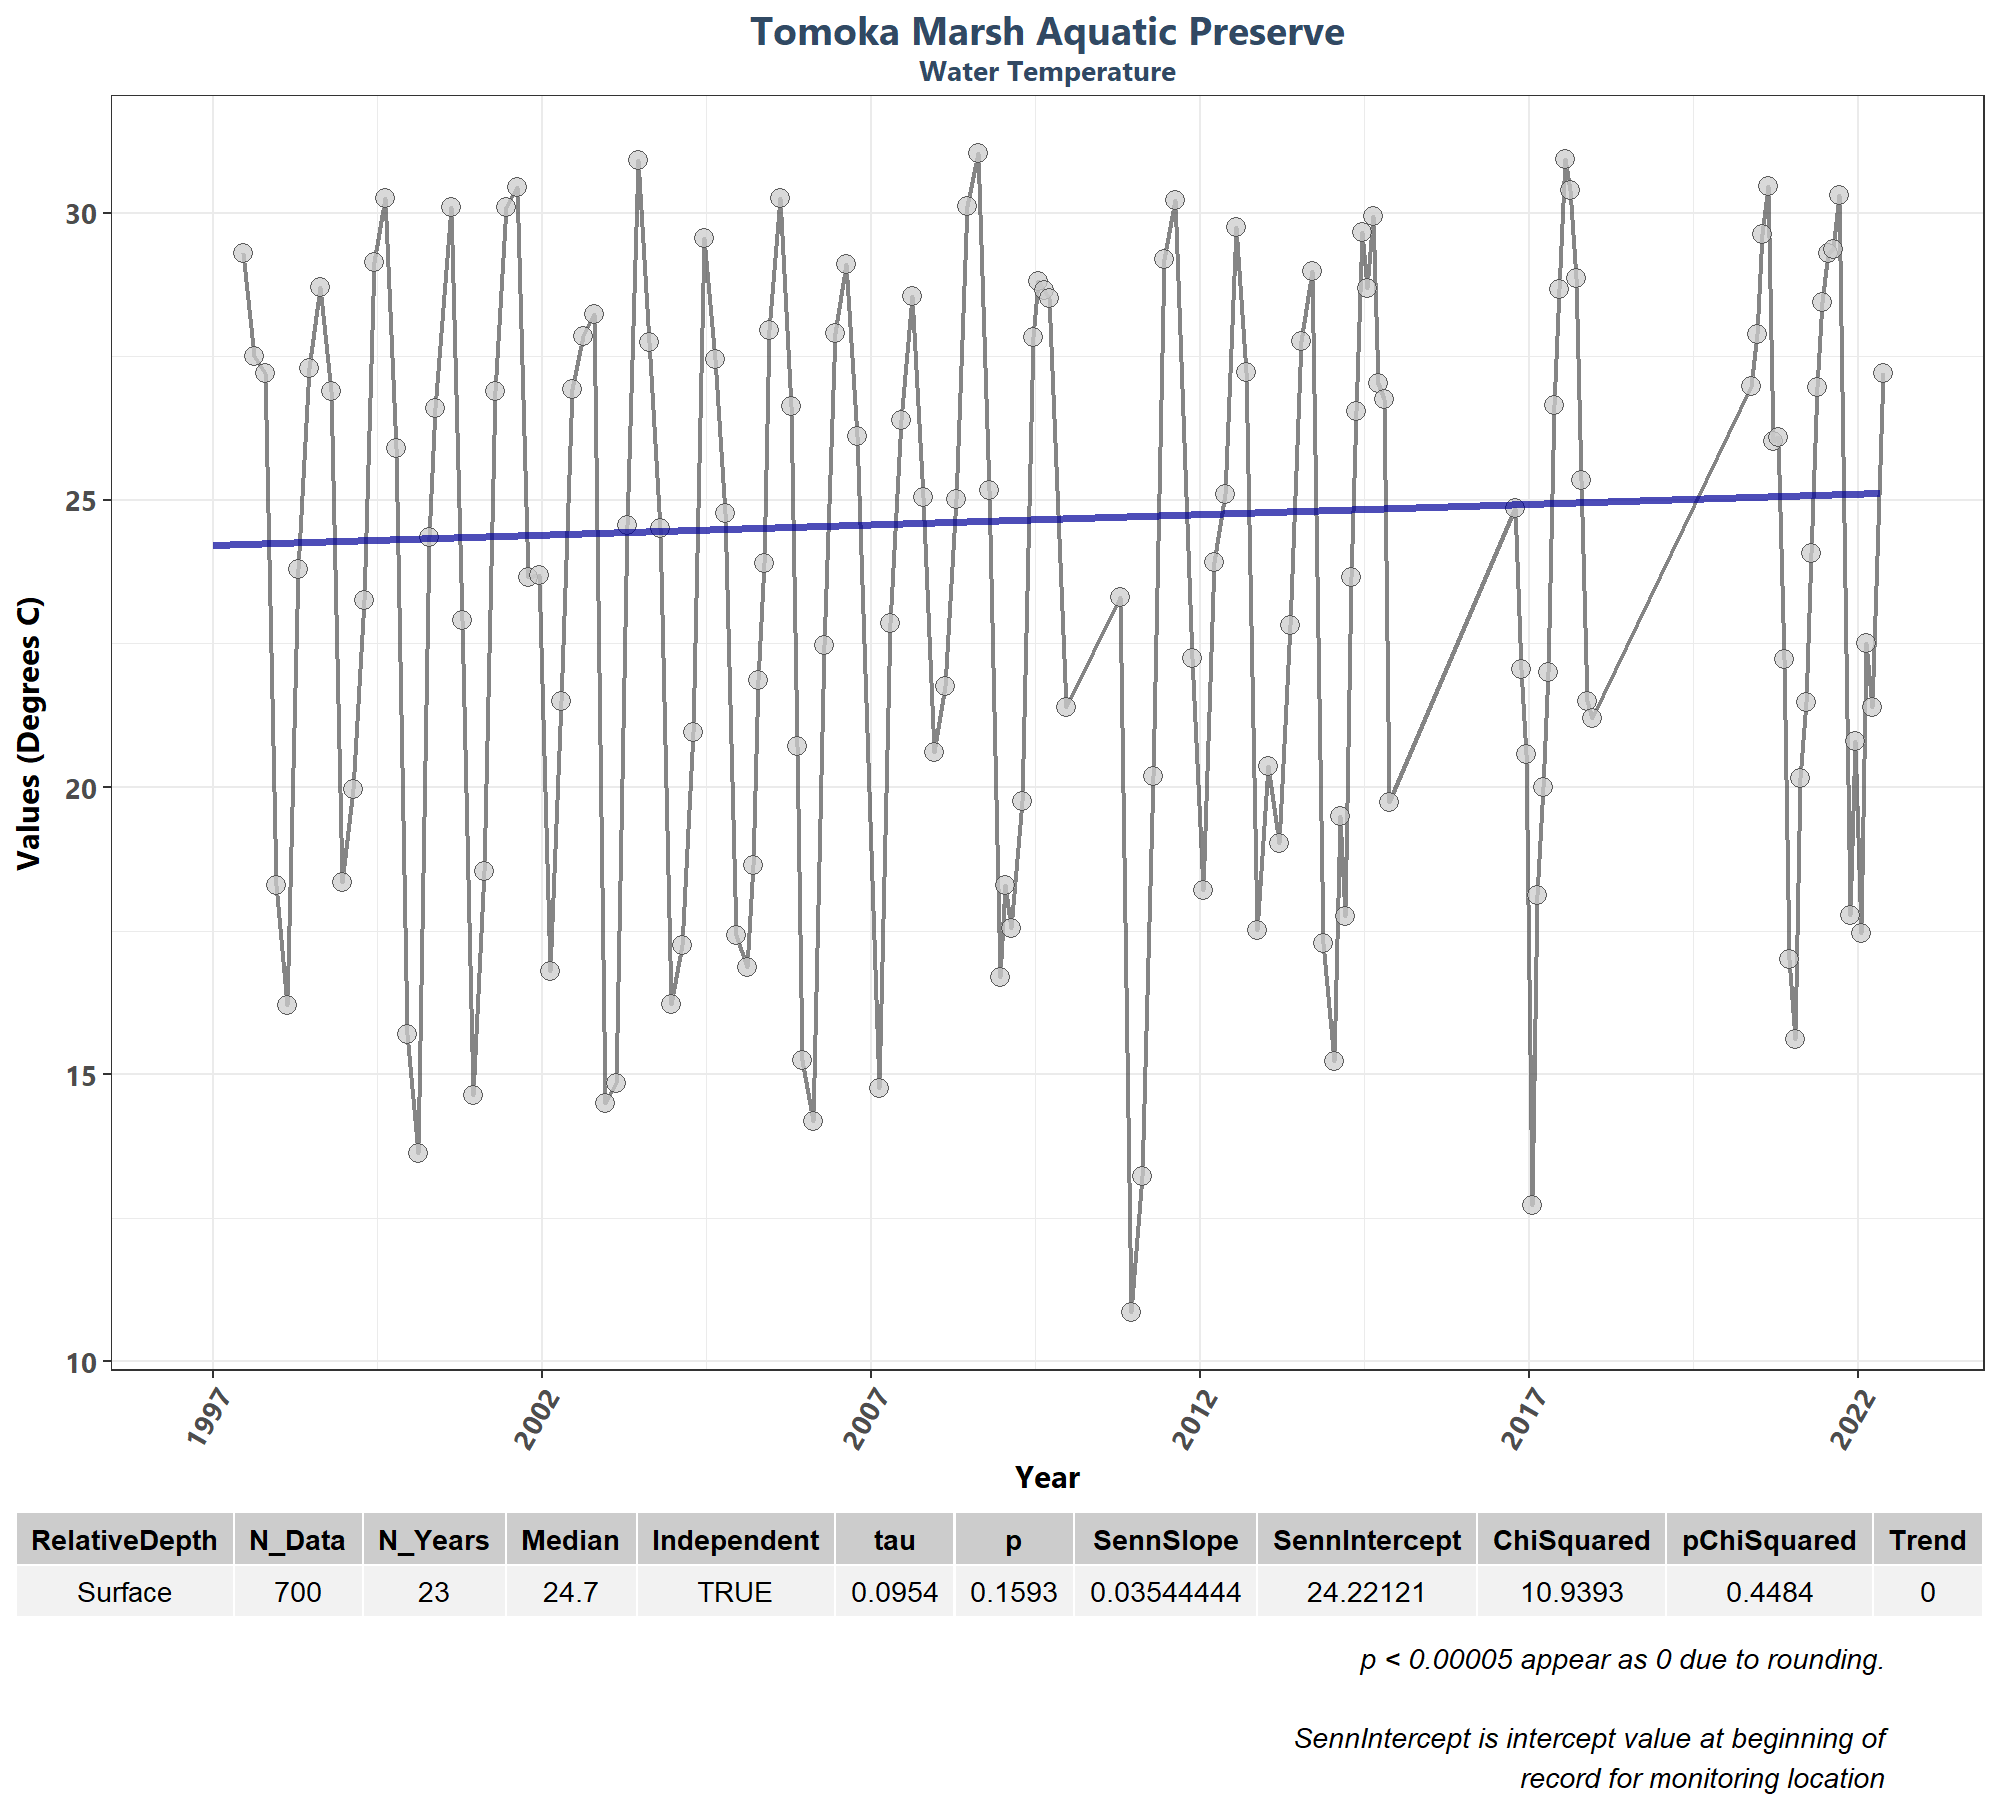 Tomoka Marsh Aquatic Preserve
Water Temperature
Values (Degrees C)
30
25
20
15
10
1997 2002 2007 2012 2017 2022
Year
RelativeDepth N_Data N_Years Median Independent tau p SennSlope SennIntercept ChiSquared pChiSquared Trend
Surface 700 23 24.7 TRUE 0.0954 0.1593 0.03544444 24.22121 10.9393 0.4484 0
p < 0.00005 appear as 0 due to rounding.
SennIntercept is intercept value at beginning of
record for monitoring location